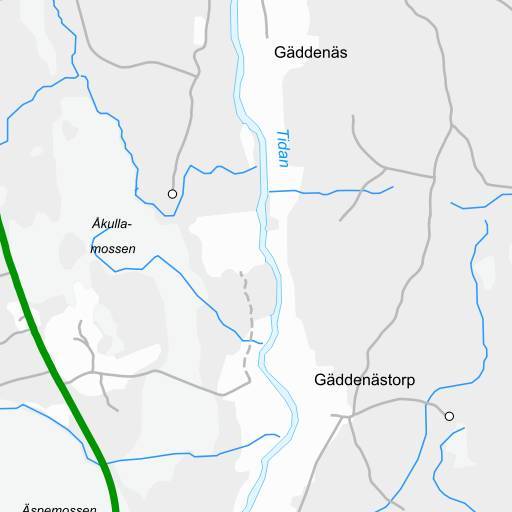 Gäddenäs
Tidan
Åkulla-
mossen
Gäddenästorp
Äspemossen